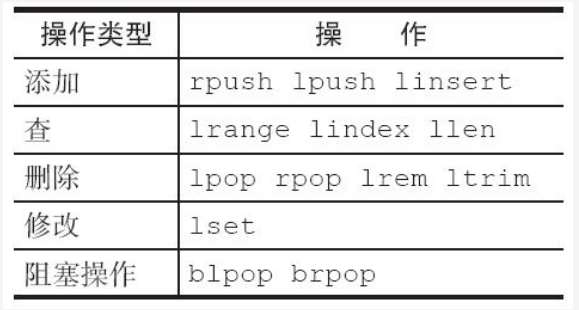 操作类型 操 作
添加 rpush lpush linsert
查 lrange lindex llen
删除 lpop rpop lrem ltrim
修改 lset
阻塞操作 blpop brpop